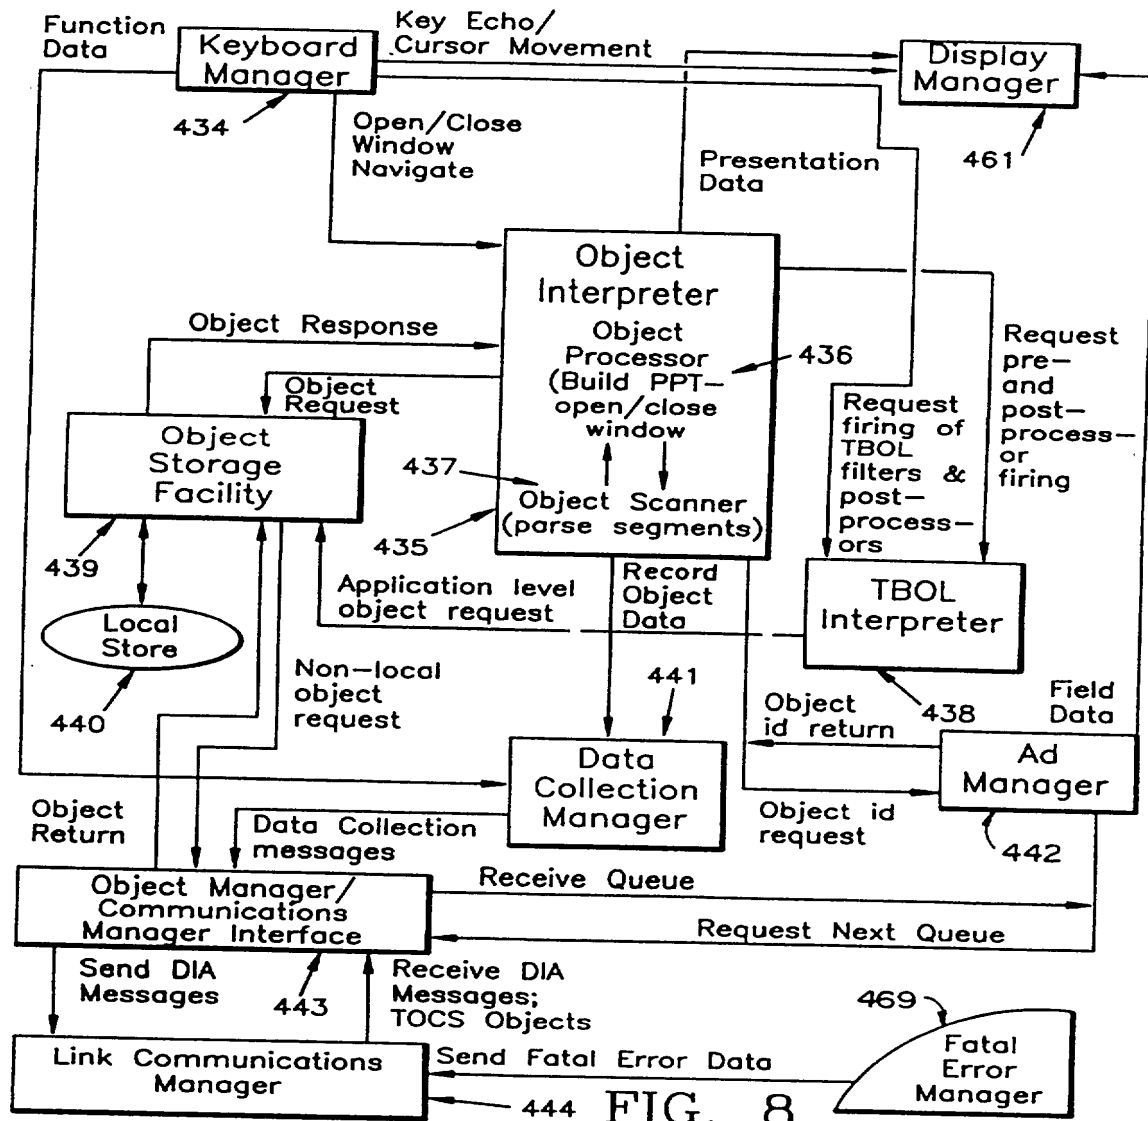 Function
Data
Keyboard
Manager
434
Key Echo/
Cursor Movement
Display
Manager
461
Open/Close
Window
Navigate
Presentation
Data
Object
Interpreter
Object
Processor
(Build PPT-
open/close
window
436
437
Object Scanner
(parse segments)
435
Object Response
Object
Request
Object
Storage
Facility
439
Local
Store
440
Request
pre-
and
post-
process-
or
firing
Request
firing of
TBOL
filters &
post-
process-
ors
Application level
object request
Record
Object
Data
TBOL
Interpreter
438
Non-local
object
request
441
Object
id return
Field
Data
Data
Collection
Manager
Ad
Manager
442
Object id
request
Object
Return
Data Collection
messages
Object Manager/
Communications
Manager Interface
443
Receive Queue
Request Next Queue
Send DIA
Messages
Receive DIA
Messages;
TOCS Objects
Link Communications
Manager
444
Send Fatal Error Data
469
Fatal
Error
Manager
FIG. 8